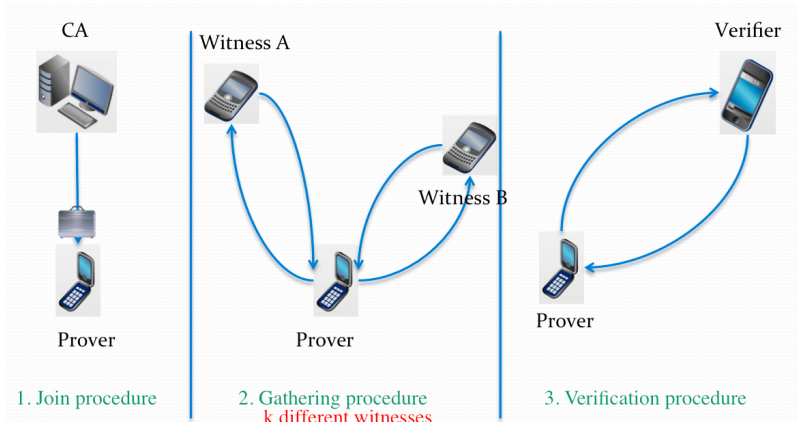 CA
Prover
1. Join procedure
Witness A
Witness B
Prover
2. Gathering procedure
k different witnesses
Verifier
Prover
3. Verification procedure